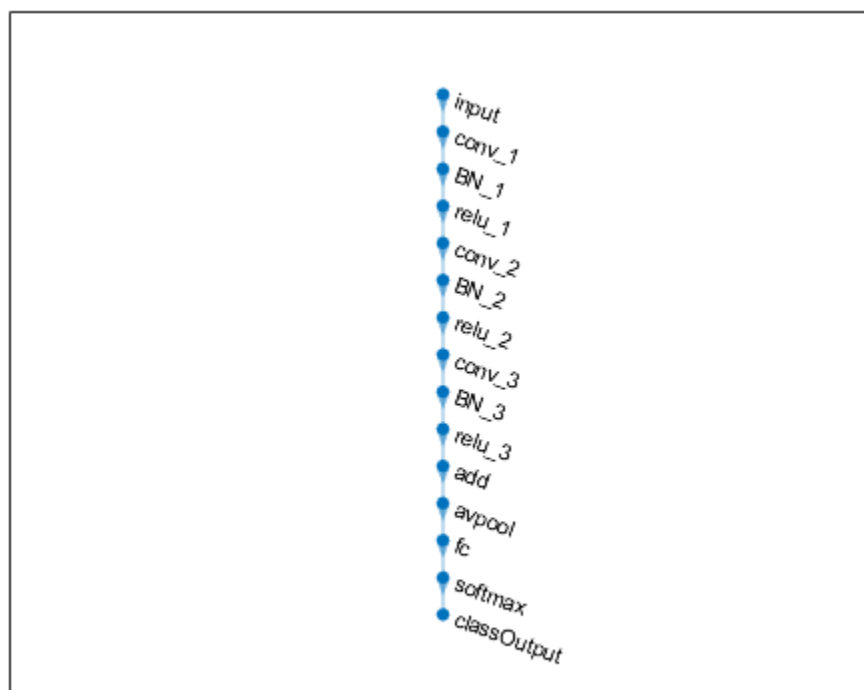 input
conv_1
BN_1
relu_1
conv_2
BN_2
relu_2
conv_3
BN_3
relu_3
add
avpool
fc
softmax
classOutput